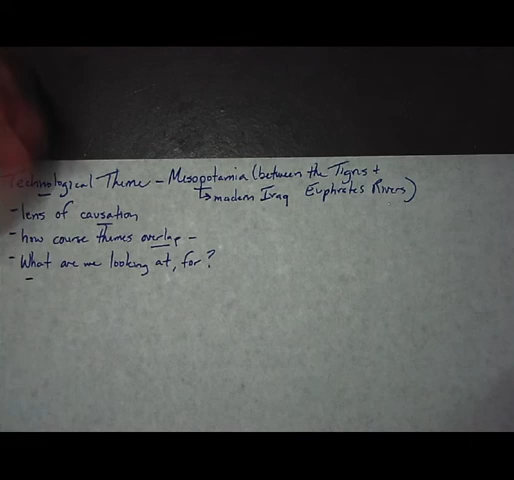 Technological Theme - Mesopotamia (between the Tigris +
↳ modern Iraq Euphrates Rivers)
- lens of causation
- how course themes overlap -
- What are we looking at, for?